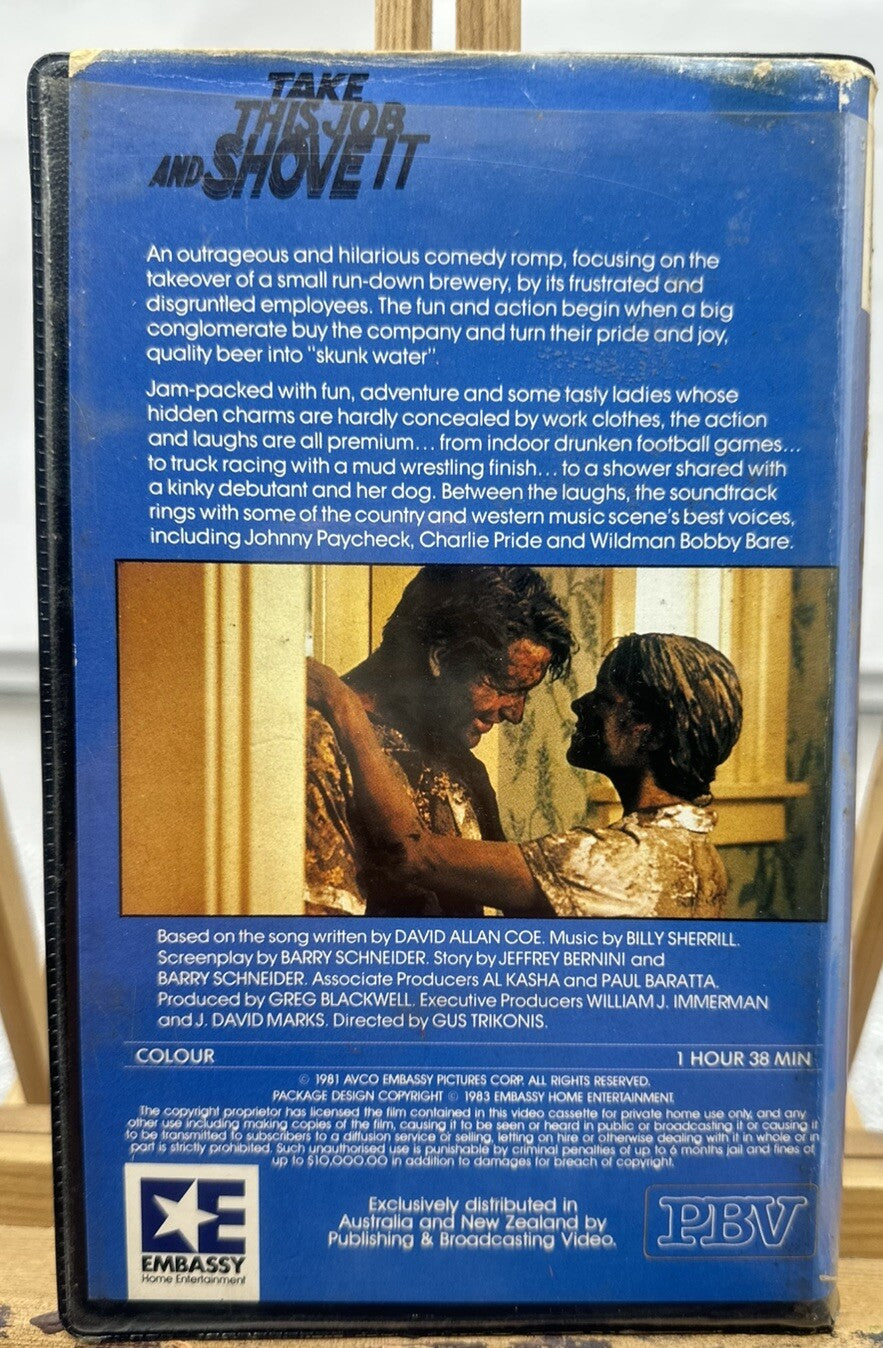 TAKE
THIS JOB
AND SHOVE IT
An outrageous and hilarious comedy romp, focusing on the
takeover of a small run-down brewery, by its frustrated and
disgruntled employees. The fun and action begin when a big
conglomerate buy the company and turn their pride and joy,
quality beer into "skunk water".
Jam-packed with fun, adventure and some tasty ladies whose
hidden charms are hardly concealed by work clothes, the action
and laughs are all premium... from indoor drunken football games...
to truck racing with a mud wrestling finish... to a shower shared with
a kinky debutant and her dog. Between the laughs, the soundtrack
rings with some of the country and western music scene's best voices,
including Johnny Paycheck, Charlie Pride and Wildman Bobby Bare.
Based on the song written by DAVID ALLAN COE. Music by BILLY SHERRILL.
Screenplay by BARRY SCHNEIDER. Story by JEFFREY BERNINI and
BARRY SCHNEIDER. Associate Producers AL KASHA and PAUL BARATTA.
Produced by GREG BLACKWELL. Executive Producers WILLIAM J. IMMERMAN
and J. DAVID MARKS. Directed by GUS TRIKONIS.
COLOUR 1 HOUR 38 MIN
© 1981 AVCO EMBASSY PICTURES CORP. ALL RIGHTS RESERVED.
PACKAGE DESIGN COPYRIGHT © 1983 EMBASSY HOME ENTERTAINMENT
The copyright proprietor has licensed the film contained in this video cassette for private home use only, and any
other use including making copies of the film, causing it to be seen or heard in public or broadcasting it or causing it
to be transmitted to subscribers to a diffusion service or selling, letting on hire or otherwise dealing with it in whole or in
part is strictly prohibited. Such unauthorised use is punishable by criminal penalties of up to 6 months jail and fines of
up to $10,000.00 in addition to damages for breach of copyright.
E
EMBASSY
Home Entertainment
Exclusively distributed in
Australia and New Zealand by
Publishing & Broadcasting Video.
PBV